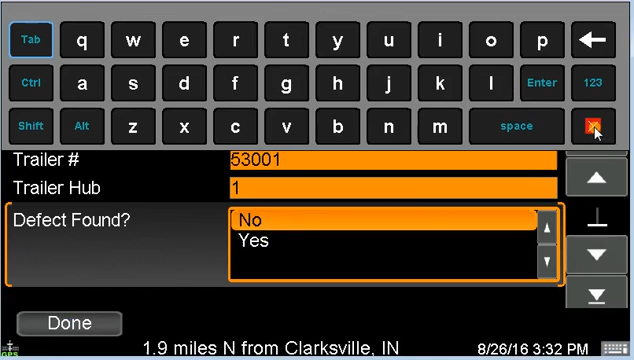 Tab q w e r t y u i o p
Ctrl a s d f g h j k l Enter 123
Shift Alt z x c v b n m space
Trailer # 53001
Trailer Hub 1
Defect Found? No
Yes
Done
GPS 1.9 miles N from Clarksville, IN 8/26/16 3:32 PM